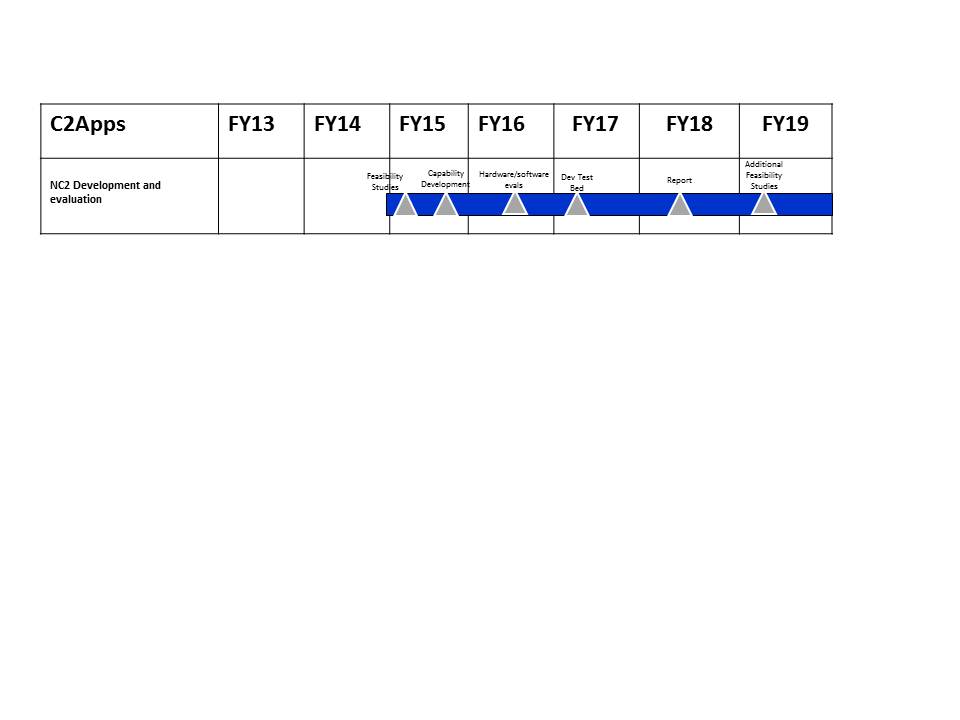 C2Apps FY13 FY14 FY15 FY16 FY17 FY18 FY19
NC2 Development and
evaluation
Feasibility
Studies
Capability
Development
Hardware/software
evals
Dev Test
Bed
Report
Additional
Feasibility
Studies